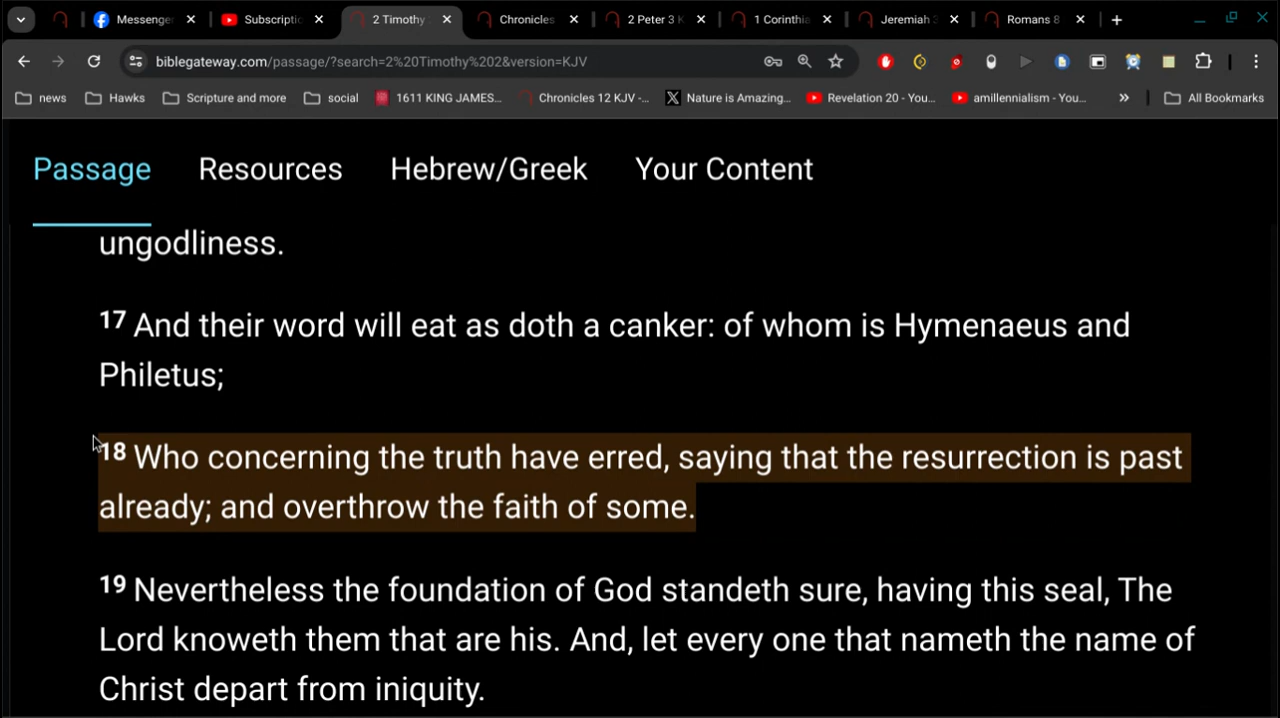 Messenge
Subscripti
2 Timothy
Chronicles
2 Peter 3 K
1 Corinthia
Jeremiah 3
Romans 8
biblegateway.com/passage/?search=2%20Timothy%202&version=KJV
news
Hawks
Scripture and more
social
1611 KING JAMES...
Chronicles 12 KJV -...
Nature is Amazing...
Revelation 20 - You...
amillennialism - You...
All Bookmarks
Passage Resources Hebrew/Greek Your Content
ungodliness.
17 And their word will eat as doth a canker: of whom is Hymenaeus and
Philetus;
18 Who concerning the truth have erred, saying that the resurrection is past
already; and overthrow the faith of some.
19 Nevertheless the foundation of God standeth sure, having this seal, The
Lord knoweth them that are his. And, let every one that nameth the name of
Christ depart from iniquity.